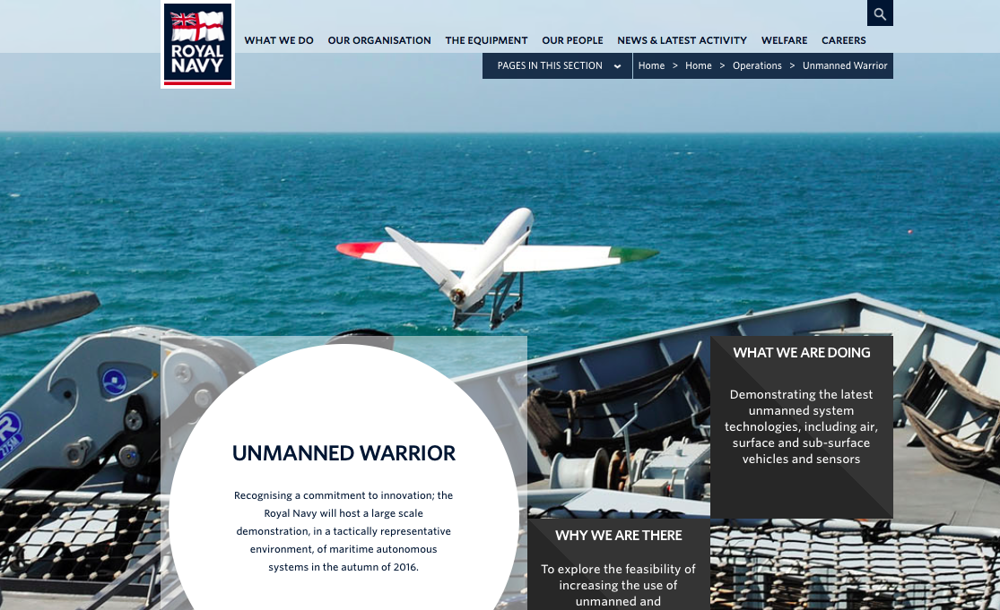 ROYAL
NAVY
WHAT WE DO OUR ORGANISATION THE EQUIPMENT OUR PEOPLE NEWS & LATEST ACTIVITY WELFARE CAREERS
PAGES IN THIS SECTION Home > Home > Operations > Unmanned Warrior
WHAT WE ARE DOING
Demonstrating the latest
unmanned system
technologies, including air,
surface and sub-surface
vehicles and sensors
UNMANNED WARRIOR
Recognising a commitment to innovation; the
Royal Navy will host a large scale
demonstration, in a tactically representative
environment, of maritime autonomous
systems in the autumn of 2016.
WHY WE ARE THERE
To explore the feasibility of
increasing the use of
unmanned and
R
275M